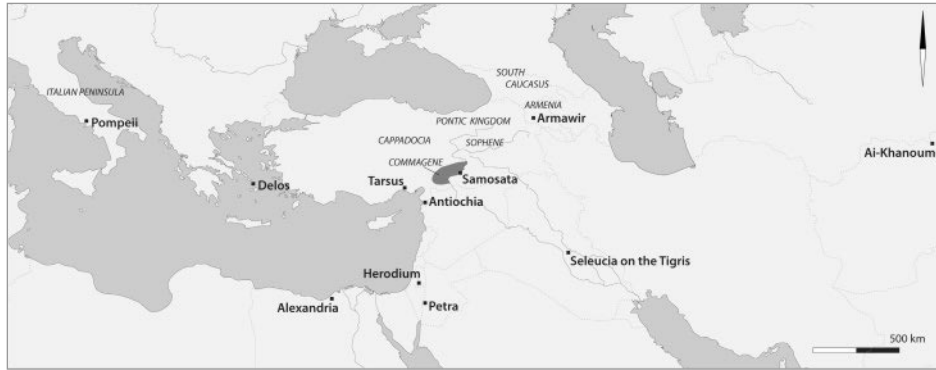 SOUTH
CAUCASUS
ITALIAN PENINSULA
ARMENIA
Armawir
Pompeii
PONTIC KINGDOM
CAPPADOCIA
SOPHENE
Ai-Khanoum
COMMAGENE
Samosata
Tarsus
Delos
Antiochia
Seleucia on the Tigris
Herodium
Alexandria
Petra
500 km